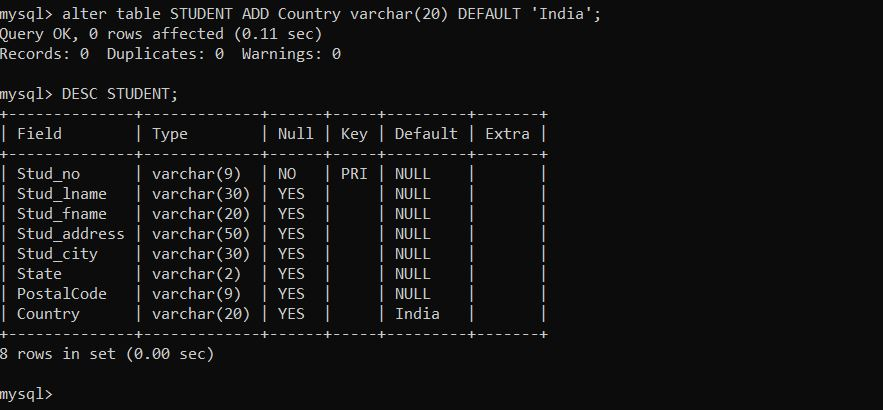 mysql> alter table STUDENT ADD Country varchar(20) DEFAULT 'India';
Query OK, 0 rows affected (0.11 sec)
Records: 0  Duplicates: 0  Warnings: 0

mysql> DESC STUDENT;
+--------------+-------------+------+-----+---------+-------+
| Field        | Type        | Null | Key | Default | Extra |
+--------------+-------------+------+-----+---------+-------+
| Stud_no      | varchar(9)  | NO   | PRI | NULL    |       |
| Stud_lname   | varchar(30) | YES  |     | NULL    |       |
| Stud_fname   | varchar(20) | YES  |     | NULL    |       |
| Stud_address | varchar(50) | YES  |     | NULL    |       |
| Stud_city    | varchar(30) | YES  |     | NULL    |       |
| State        | varchar(2)  | YES  |     | NULL    |       |
| PostalCode   | varchar(9)  | YES  |     | NULL    |       |
| Country      | varchar(20) | YES  |     | India   |       |
+--------------+-------------+------+-----+---------+-------+
8 rows in set (0.00 sec)

mysql>